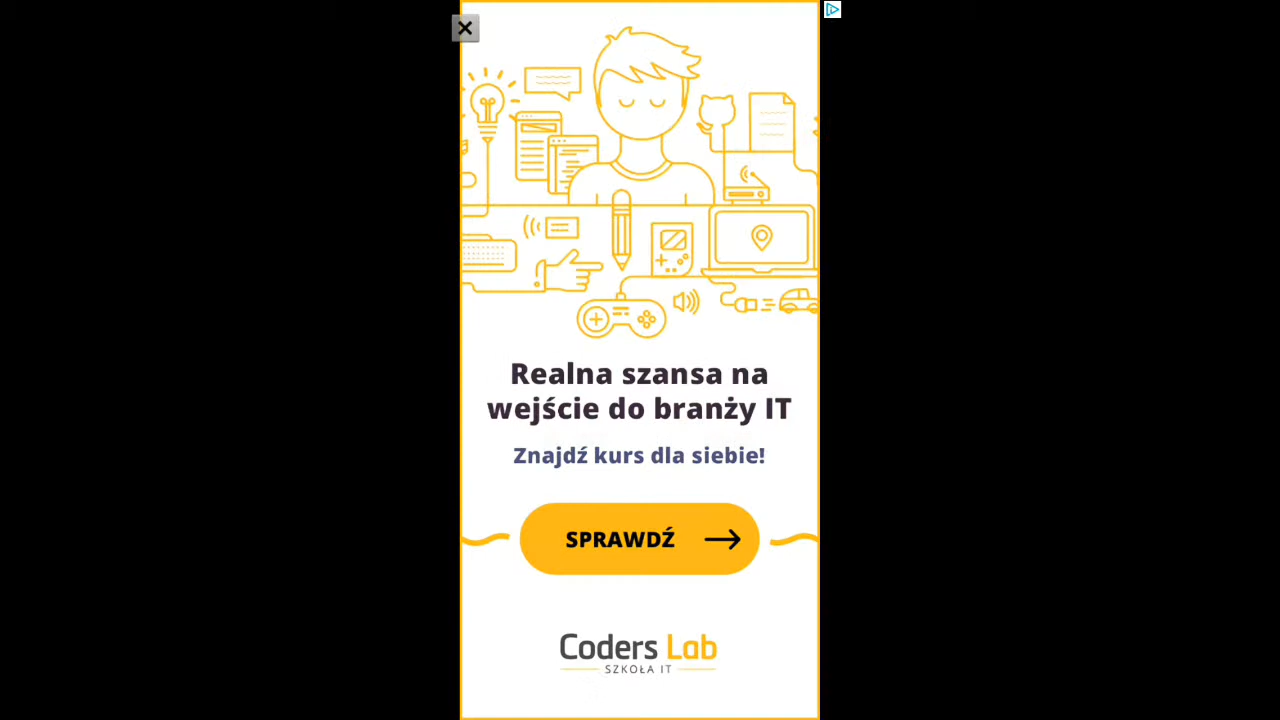 Realna szansa na
wejście do branży IT
Znajdź kurs dla siebie!
SPRAWDŹ
Coders Lab
SZKOŁA IT